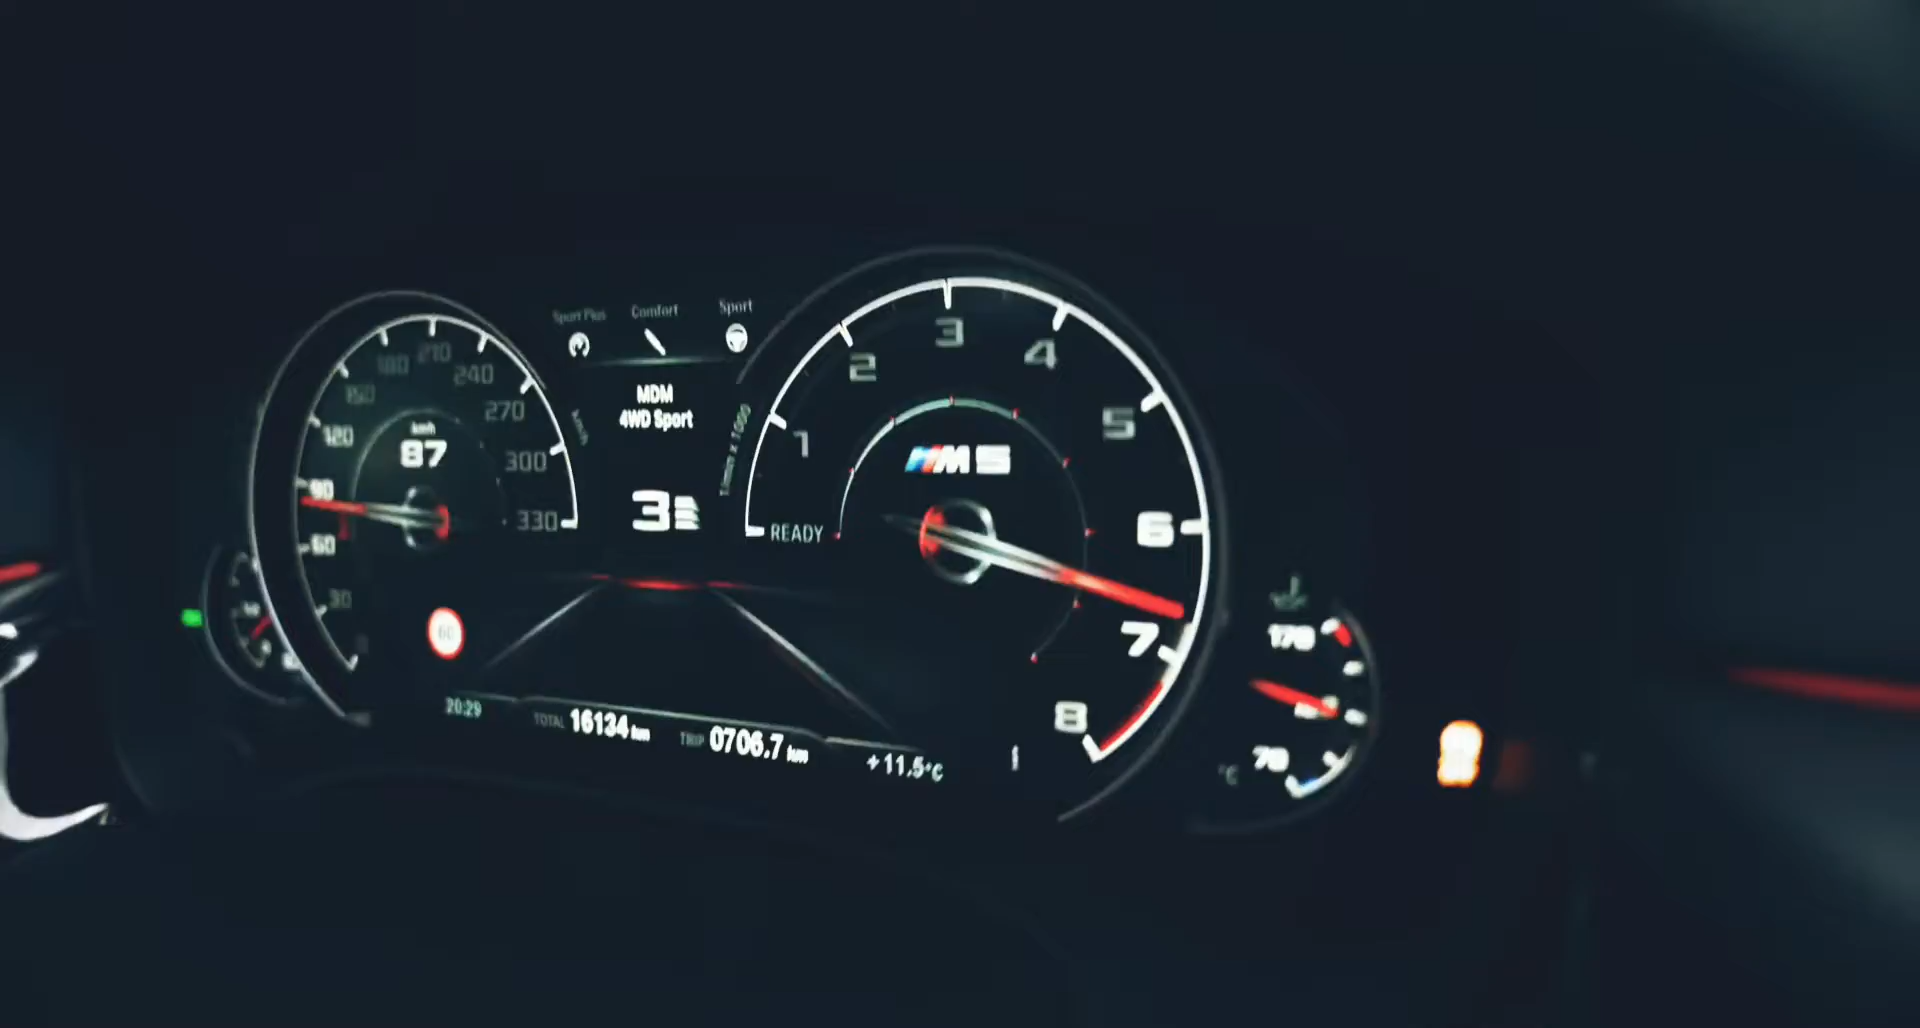 Sport Plus Comfort Sport
MDM
4WD Sport
km/h
87
3
30
60
90
120
150
180
210
240
270
300
330
km/h
1/min x 1000
READY
1
2
3
4
5
6
7
8
M5
60
20:29
TOTAL 16134 km
TRIP 0706.7 km
+11.5°C
170
70
°C